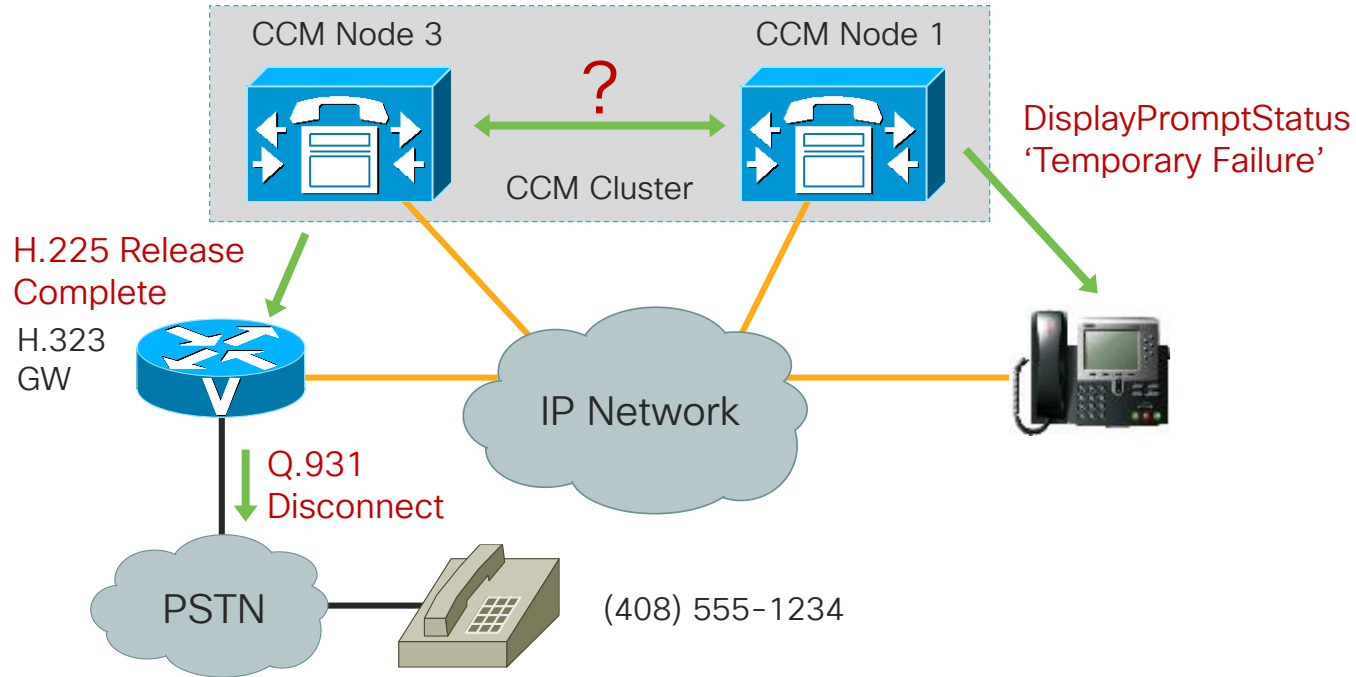 CCM Node 3
CCM Node 1
?
DisplayPromptStatus
‘Temporary Failure’
CCM Cluster
H.225 Release
Complete
H.323
GW
V
IP Network
Q.931
Disconnect
PSTN
(408) 555-1234